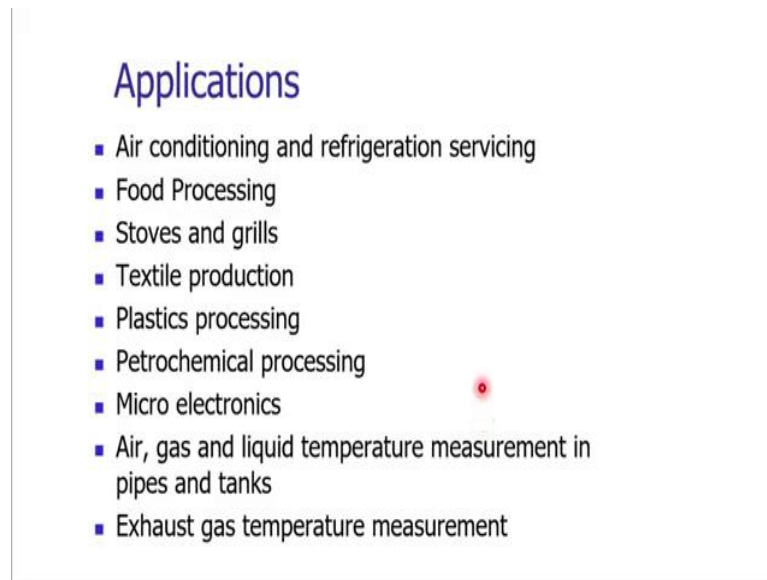 Applications
Air conditioning and refrigeration servicing
Food Processing
Stoves and grills
Textile production
Plastics processing
Petrochemical processing
Micro electronics
Air, gas and liquid temperature measurement in
pipes and tanks
Exhaust gas temperature measurement